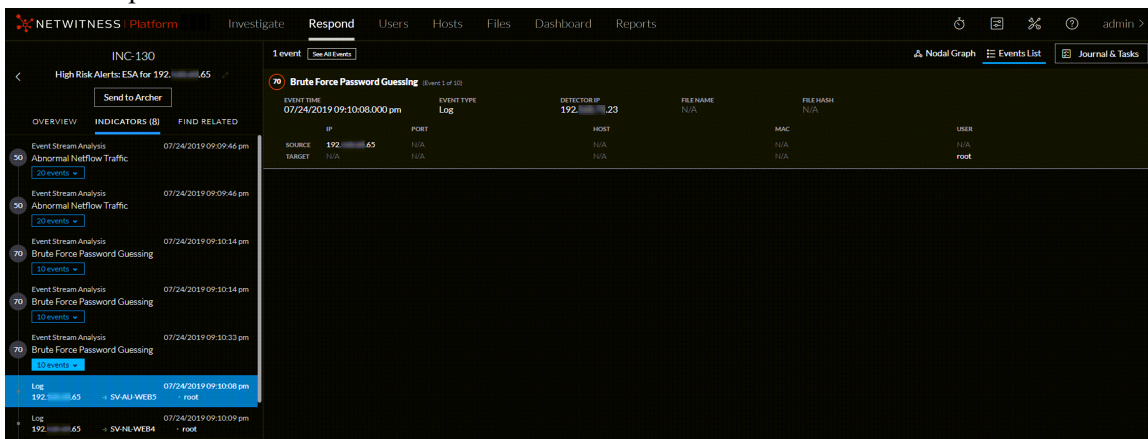 NETWITNESS Platform
Investigate Respond Users Hosts Files Dashboard Reports
admin >
INC-130
High Risk Alerts: ESA for 192. .65
Send to Archer
OVERVIEW INDICATORS (8) FIND RELATED
Event Stream Analysis 07/24/2019 09:09:46 pm
50 Abnormal Netflow Traffic
20 events
Event Stream Analysis 07/24/2019 09:09:46 pm
50 Abnormal Netflow Traffic
20 events
Event Stream Analysis 07/24/2019 09:10:14 pm
70 Brute Force Password Guessing
10 events
Event Stream Analysis 07/24/2019 09:10:14 pm
70 Brute Force Password Guessing
10 events
Event Stream Analysis 07/24/2019 09:10:33 pm
70 Brute Force Password Guessing
10 events
Log 07/24/2019 09:10:08 pm
192. .65 → SV-AU-WEB5 • root
Log 07/24/2019 09:10:09 pm
192. .65 → SV-NL-WEB4 • root
1 event See All Events
Nodal Graph Events List Journal & Tasks
70 Brute Force Password Guessing (Event 1 of 10)
EVENT TIME EVENT TYPE DETECTOR IP FILE NAME FILE HASH
07/24/2019 09:10:08.000 pm Log 192. .23 N/A N/A
IP PORT HOST MAC USER
SOURCE 192. .65 N/A N/A N/A N/A
TARGET N/A N/A N/A N/A root